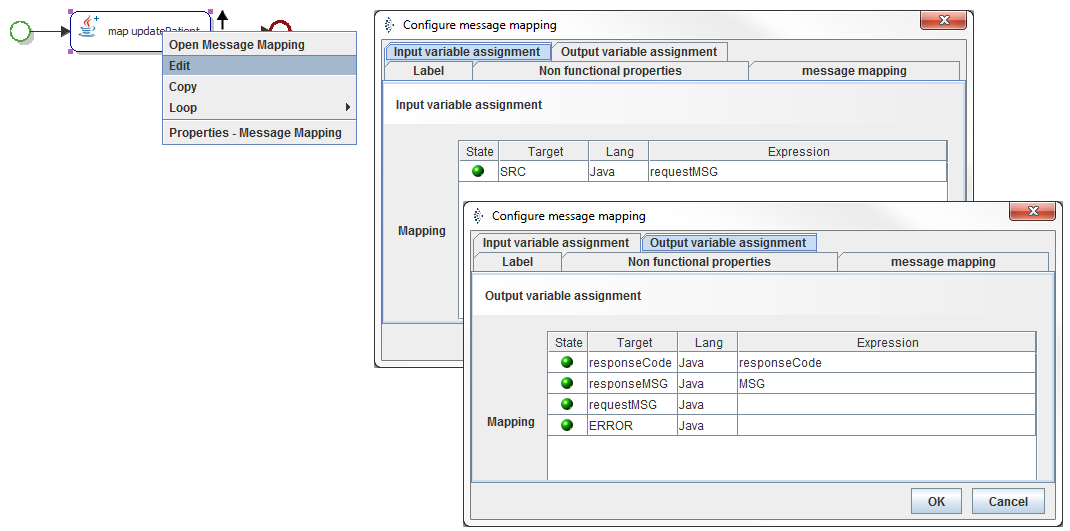 map updatePatient
Open Message Mapping
Edit
Copy
Loop
Properties - Message Mapping
Configure message mapping
Input variable assignment Output variable assignment
Label Non functional properties message mapping
Input variable assignment
State Target Lang Expression
SRC Java requestMSG
Mapping
Configure message mapping
Input variable assignment Output variable assignment
Label Non functional properties message mapping
Output variable assignment
State Target Lang Expression
responseCode Java responseCode
responseMSG Java MSG
requestMSG Java
ERROR Java
Mapping
OK Cancel